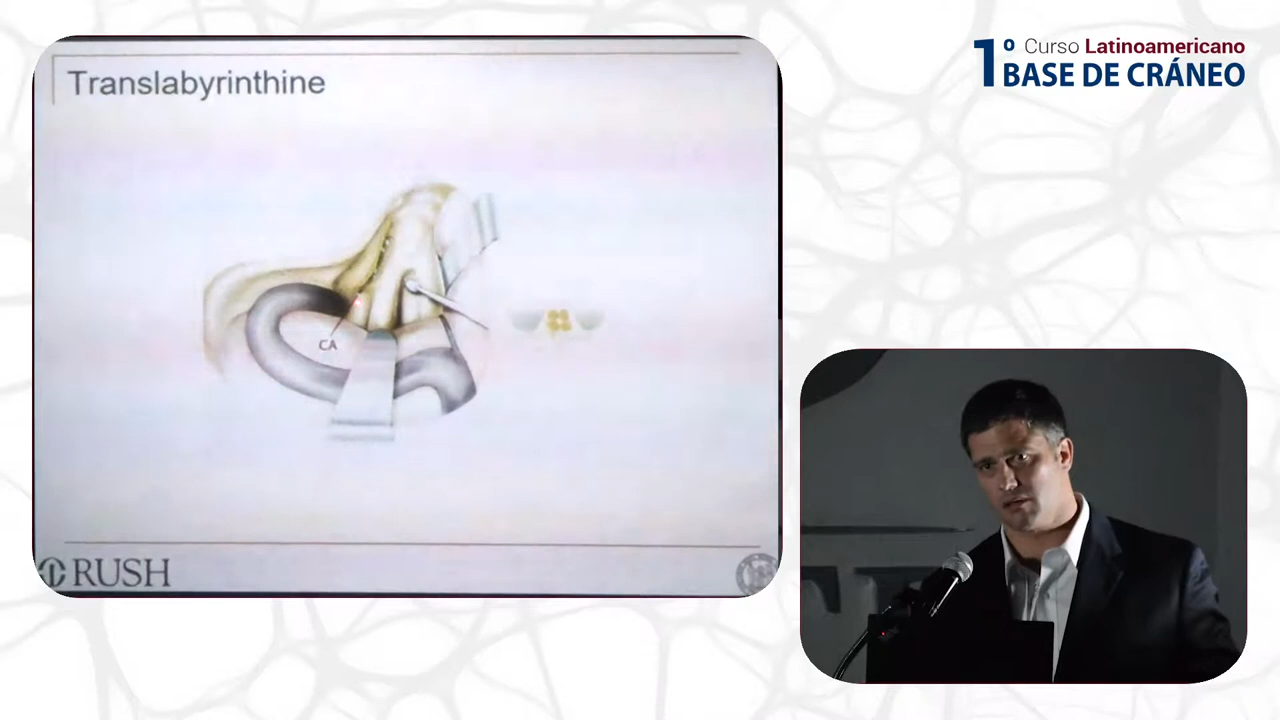 Translabyrinthine
CA
RUSH
1º Curso Latinoamericano
BASE DE CRÁNEO